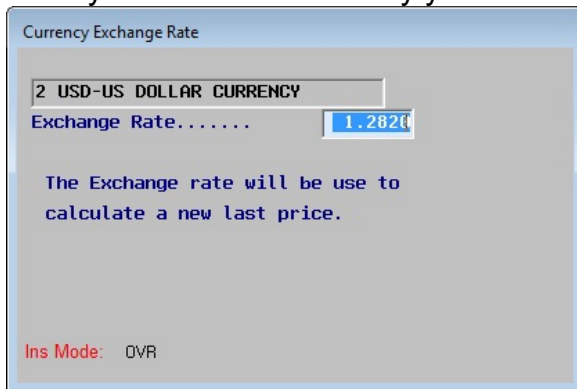 Currency Exchange Rate
2 USD-US DOLLAR CURRENCY
Exchange Rate....... 1.2820
The Exchange rate will be use to
calculate a new last price.
Ins Mode: OVR